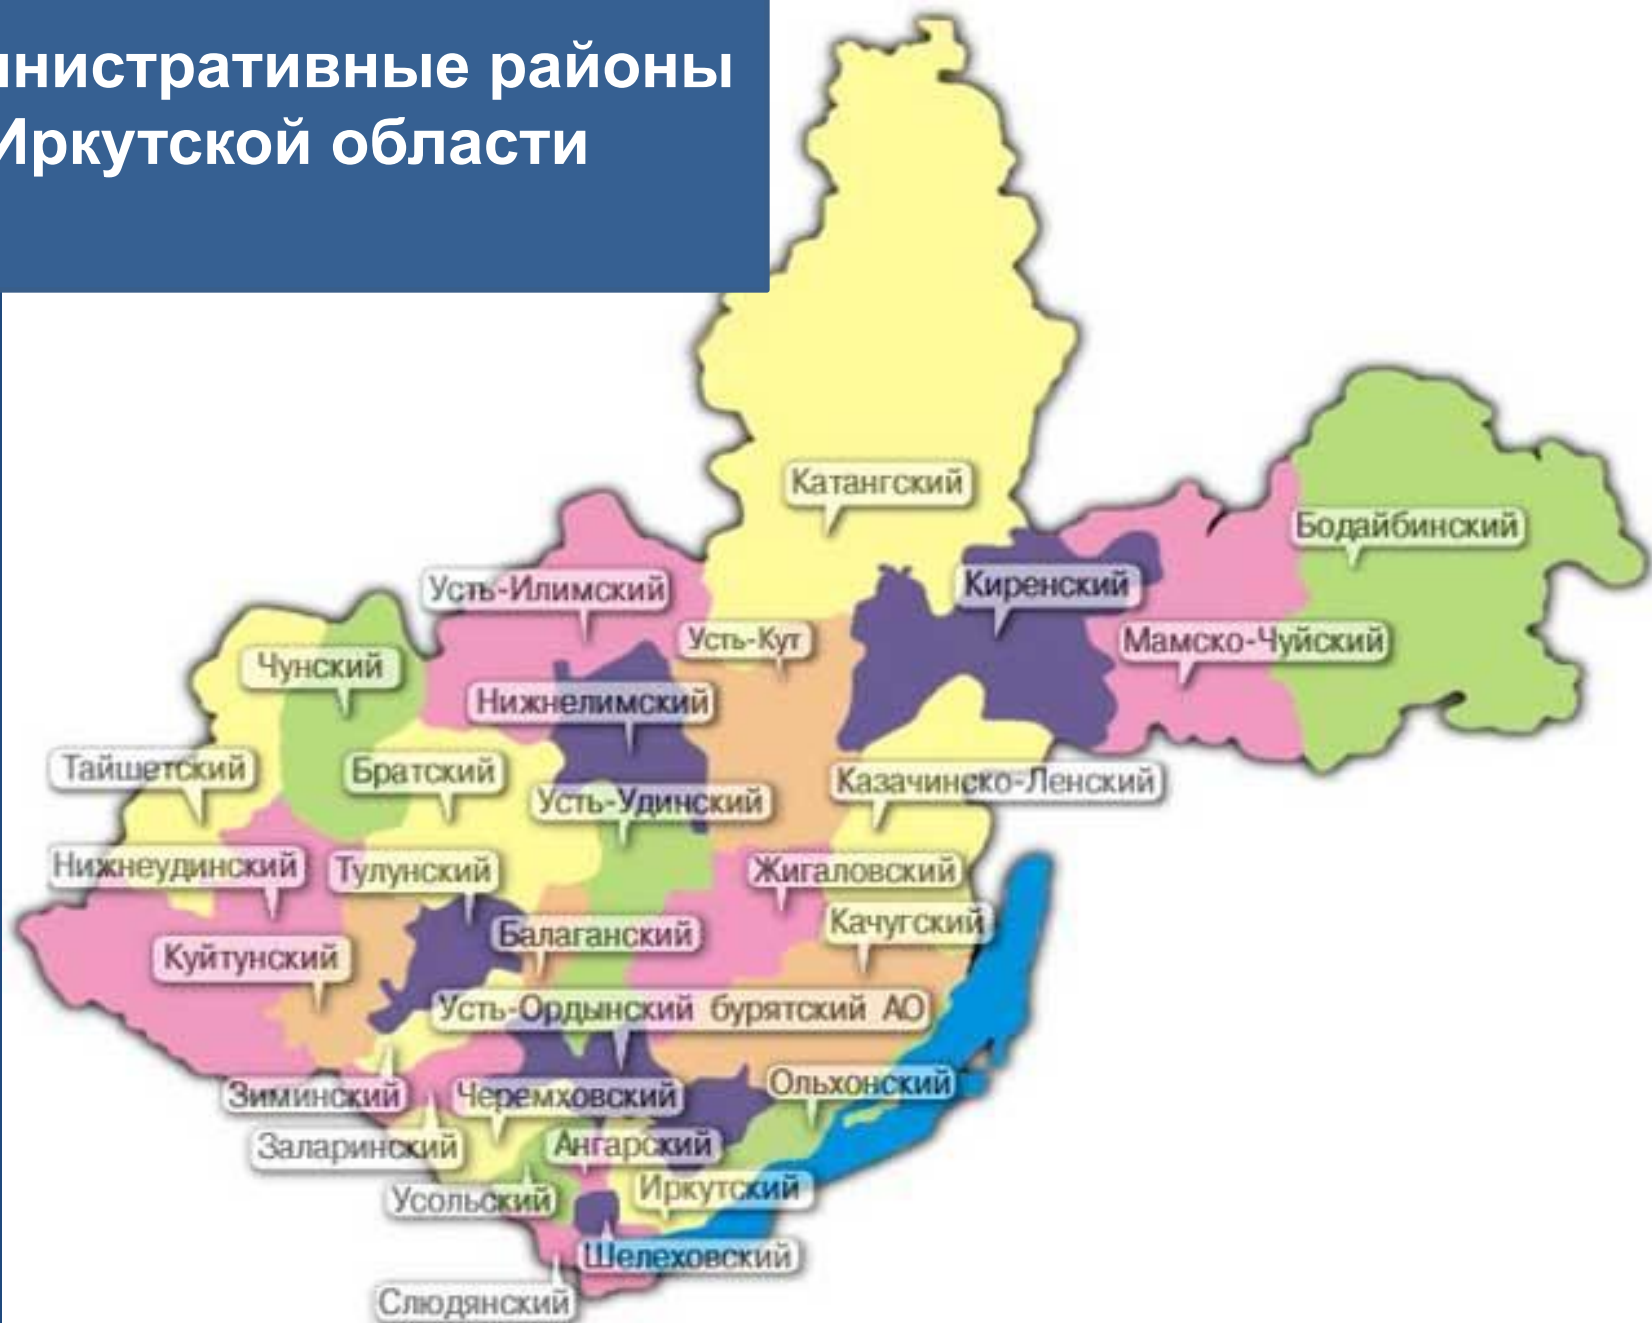 инистративные районы
Иркутской области
Катангский
Бодайбинский
Киренский
Усть-Илимский
Усть-Кут
Мамско-Чуйский
Чунский
Нижнелимский
Тайшетский
Братский
Казачинско-Ленский
Усть-Удинский
Нижнеудинский
Тулунский
Жигаловский
Качугский
Балаганский
Куйтунский
Усть-Ордынский бурятский АО
Ольхонский
Зиминский
Черемховский
Заларинский
Ангарский
Иркутский
Усольский
Шелеховский
Слюдянский